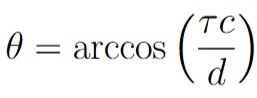 θ = arccos (τc/d)